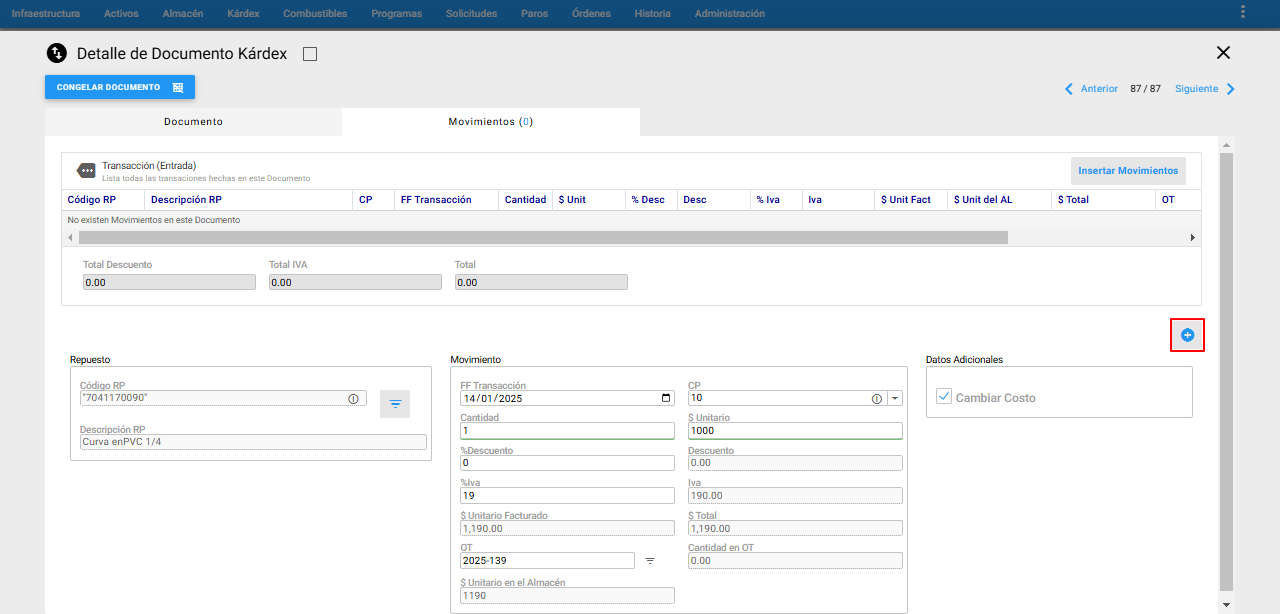 Infraestructura Activos Almacén Kárdex Combustibles Programas Solicitudes Paros Órdenes Historia Administración
Detalle de Documento Kárdex
CONGELAR DOCUMENTO
Anterior 87 / 87 Siguiente
Documento Movimientos (0)
Transacción (Entrada)
Lista todas las transaciones hechas en este Documento
Insertar Movimientos
Código RP Descripción RP CP FF Transacción Cantidad $ Unit % Desc Desc % Iva Iva $ Unit Fact $ Unit del AL $ Total OT
No existen Movimientos en este Documento
Total Descuento Total IVA Total
0.00 0.00 0.00
Repuesto
Código RP
"7041170090"
Descripción RP
Curva enPVC 1/4
Movimiento
FF Transacción CP
14/01/2025 10
Cantidad $ Unitario
1 1000
%Descuento Descuento
0 0.00
%Iva Iva
19 190.00
$ Unitario Facturado $ Total
1,190.00 1,190.00
OT Cantidad en OT
2025-139 0.00
$ Unitario en el Almacén
1190
Datos Adicionales
Cambiar Costo